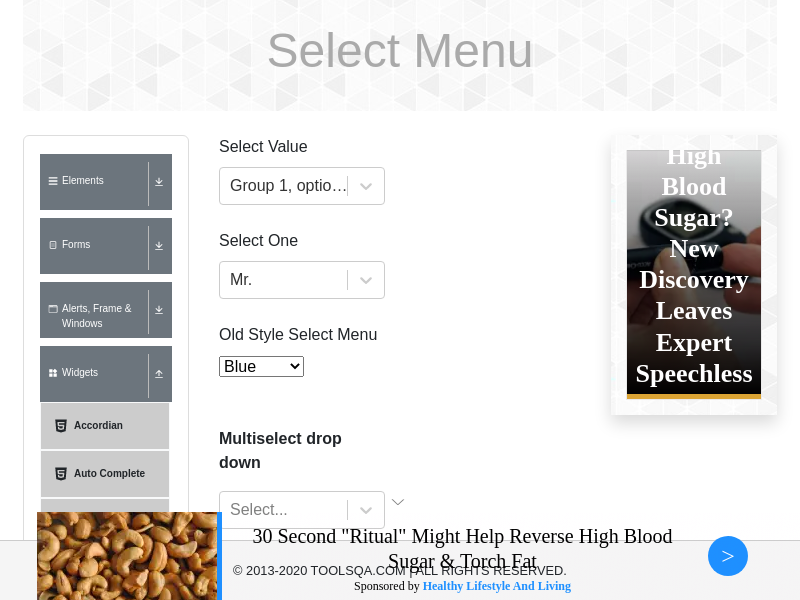 Select Menu
Elements
Forms
Alerts, Frame &
Windows
Widgets
Accordian
Auto Complete
Select Value
Group 1, optio...
Select One
Mr.
Old Style Select Menu
Blue
Multiselect drop
down
Select...
High
Blood
Sugar?
New
Discovery
Leaves
Expert
Speechless
30 Second "Ritual" Might Help Reverse High Blood
Sugar & Torch Fat
© 2013-2020 TOOLSQA.COM | ALL RIGHTS RESERVED.
Sponsored by Healthy Lifestyle And Living
>